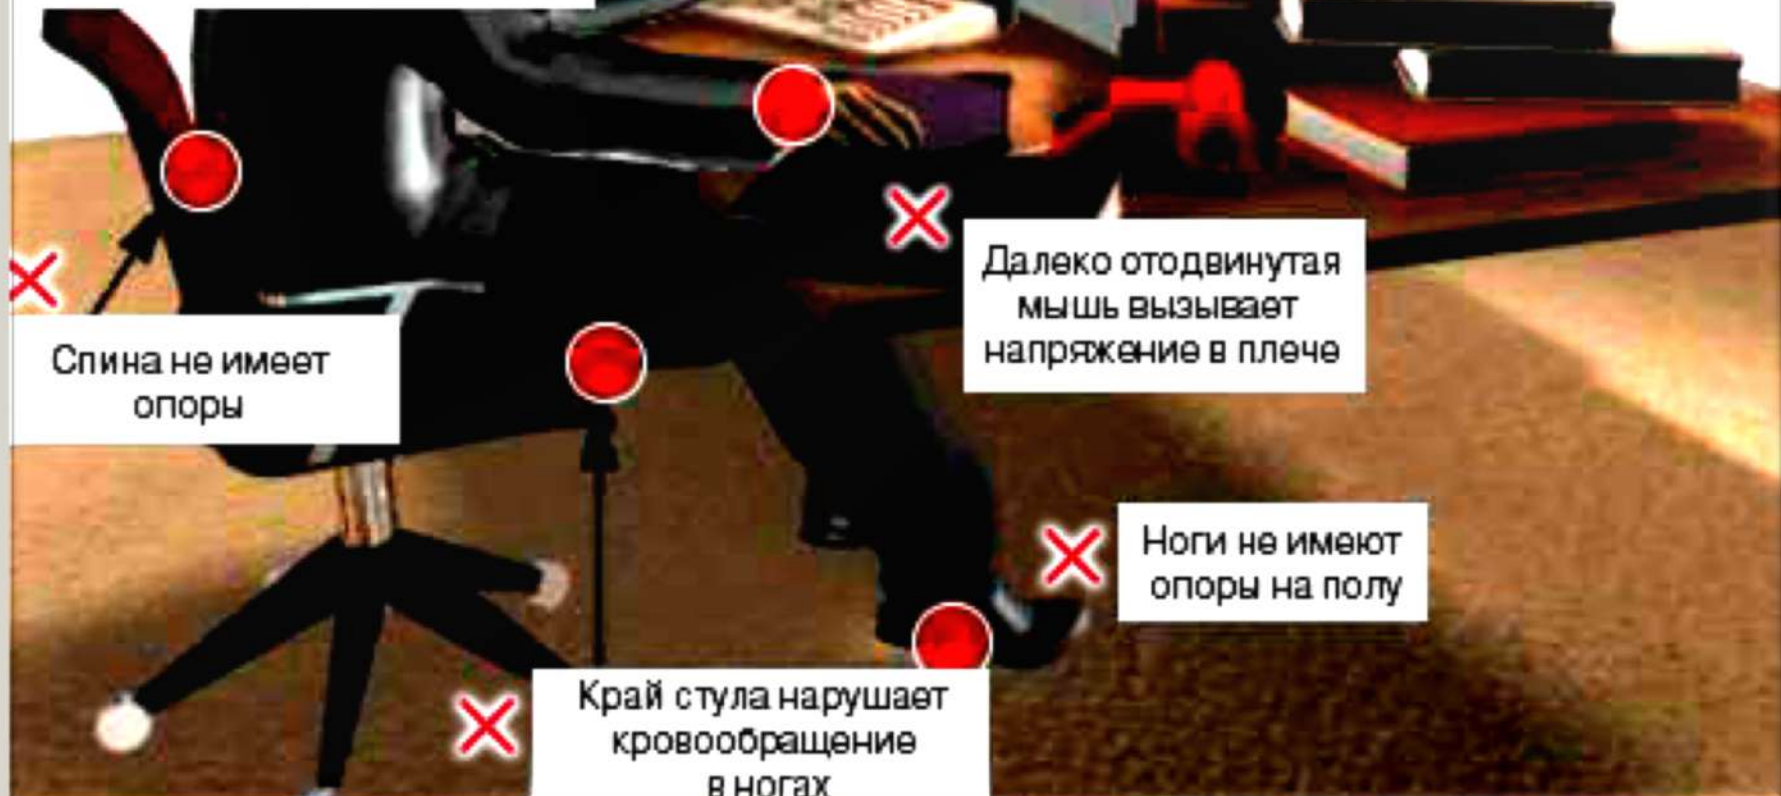 Далеко отодвинутая
мышь вызывает
напряжение в плече
Спина не имеет
опоры
Ноги не имеют
опоры на полу
Край стула нарушает
кровообращение
в ногах